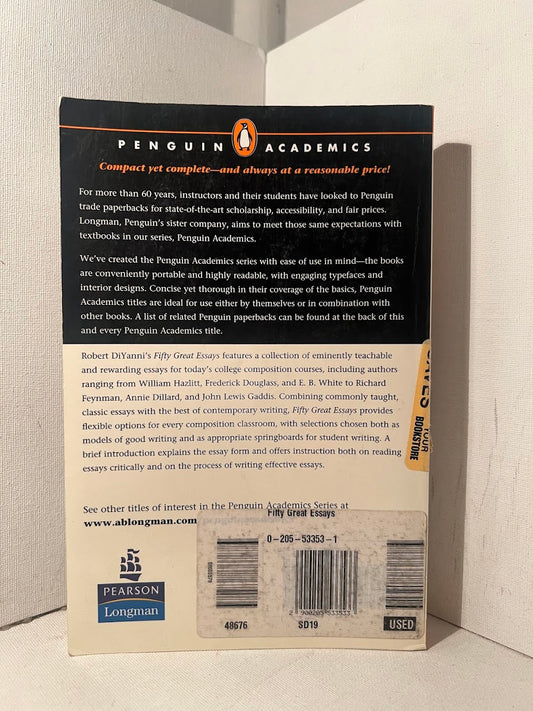 PENGUIN ACADEMICS
Compact yet complete—and always at a reasonable price!
For more than 60 years, instructors and their students have looked to Penguin
trade paperbacks for state-of-the-art scholarship, accessibility, and fair prices.
Longman, Penguin's sister company, aims to meet those same expectations with
textbooks in our series, Penguin Academics.
We've created the Penguin Academics series with ease of use in mind—the books
are conveniently portable and highly readable, with engaging typefaces and
interior designs. Concise yet thorough in their coverage of the basics, Penguin
Academics titles are ideal for use either by themselves or in combination with
other books. A list of related Penguin paperbacks can be found at the back of this
and every Penguin Academics title.
Robert DiYanni's Fifty Great Essays features a collection of eminently teachable
and rewarding essays for today's college composition courses, including authors
ranging from William Hazlitt, Frederick Douglass, and E. B. White to Richard
Feynman, Annie Dillard, and John Lewis Gaddis. Combining commonly taught,
classic essays with the best of contemporary writing, Fifty Great Essays provides
flexible options for every composition classroom, with selections chosen both as
models of good writing and as appropriate springboards for student writing. A
brief introduction explains the essay form and offers instruction both on reading
essays critically and on the process of writing effective essays.
YOUR
BOOKSTORE
See other titles of interest in the Penguin Academics Series at
www.ablongman.com
Fifty Great Essays
0-205-53353-1
48676
SD19
USED
PEARSON
Longman